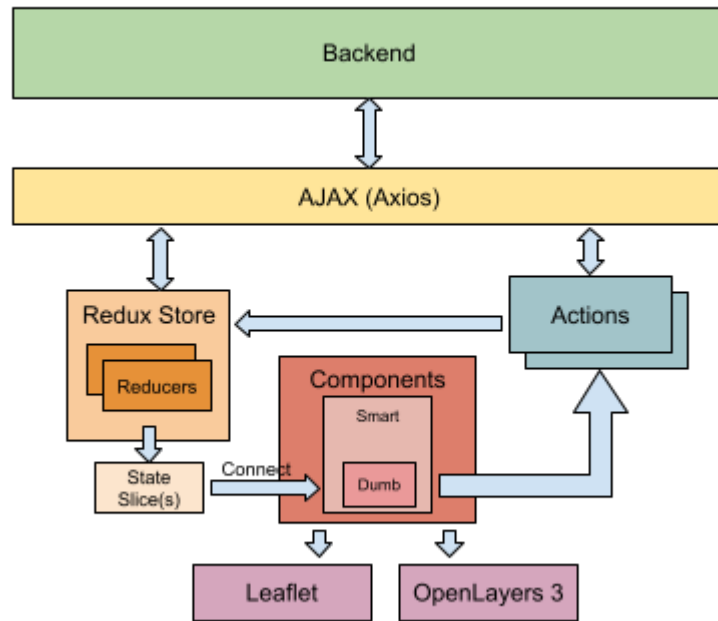 Backend
AJAX (Axios)
Redux Store
Actions
Reducers
Components
Smart
Connect
State
Slice(s)
Dumb
Leaflet
OpenLayers 3